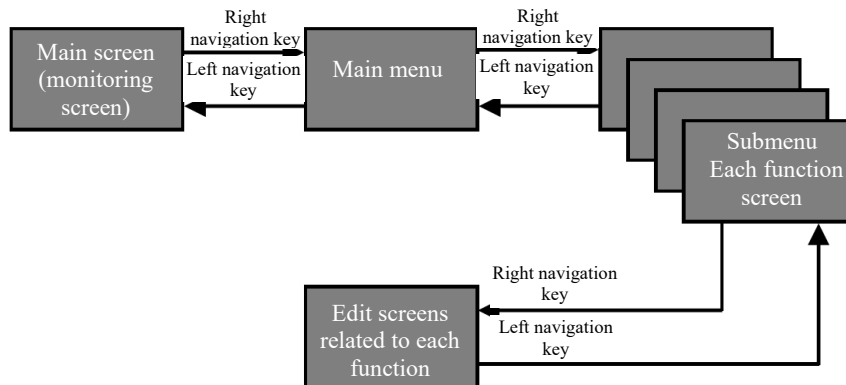 Right
navigation key
Main screen
(monitoring
screen)
Left navigation
key
Main menu
Right
navigation key
Left navigation
key
Submenu
Each function
screen
Right navigation
key
Edit screens
related to each
function
Left navigation
key